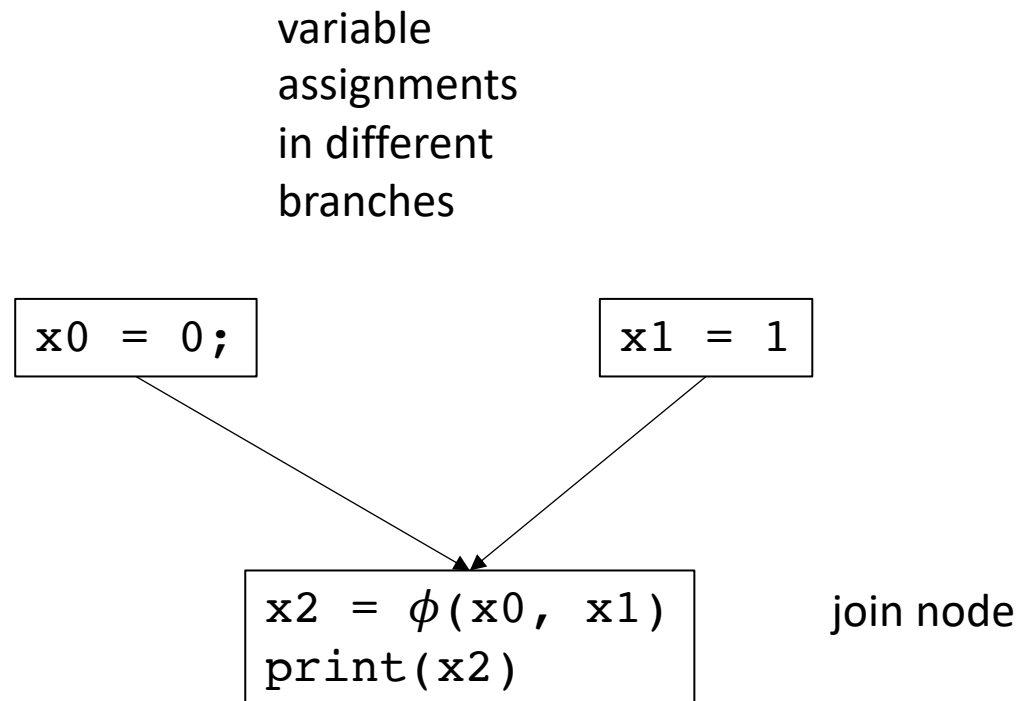 variable
assignments
in different
branches
x0 = 0;
x1 = 1
x2 = ϕ(x0, x1)
print(x2)
join node